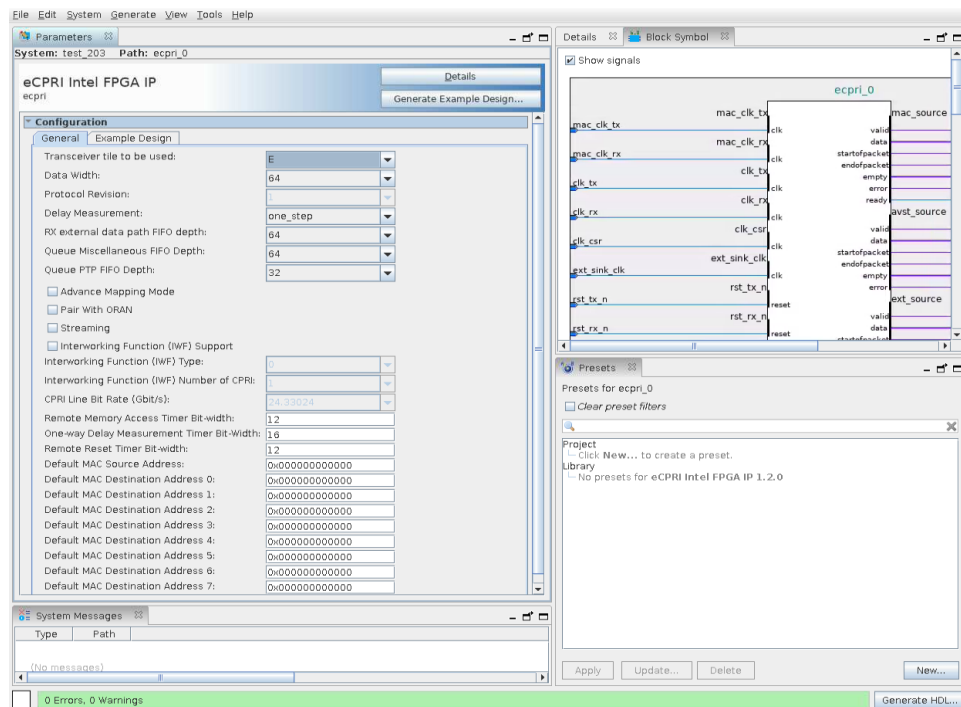 File Edit System Generate View Tools Help
Parameters
System: test_203 Path: ecpri_0
eCPRI Intel FPGA IP
ecpri
Details
Generate Example Design...
Configuration
General Example Design
Transceiver tile to be used: E
Data Width: 64
Protocol Revision: 1
Delay Measurement: one_step
RX external data path FIFO depth: 64
Queue Miscellaneous FIFO Depth: 64
Queue PTP FIFO Depth: 32
Advance Mapping Mode
Pair With ORAN
Streaming
Interworking Function (IWF) Support
Interworking Function (IWF) Type: 0
Interworking Function (IWF) Number of CPRI: 1
CPRI Line Bit Rate (Gbit/s): 24.33024
Remote Memory Access Timer Bit-width: 12
One-way Delay Measurement Timer Bit-Width: 16
Remote Reset Timer Bit-width: 12
Default MAC Source Address: 0x000000000000
Default MAC Destination Address 0: 0x000000000000
Default MAC Destination Address 1: 0x000000000000
Default MAC Destination Address 2: 0x000000000000
Default MAC Destination Address 3: 0x000000000000
Default MAC Destination Address 4: 0x000000000000
Default MAC Destination Address 5: 0x000000000000
Default MAC Destination Address 6: 0x000000000000
Default MAC Destination Address 7: 0x000000000000
System Messages
Type Path
(No messages)
0 Errors, 0 Warnings
Details Block Symbol
Show signals
ecpri_0
mac_clk_tx mac_source
mac_clk_tx
clk valid
mac_clk_rx data
mac_clk_rx startofpacket
clk endofpacket
clk_tx empty
clk_tx
clk error
clk_rx ready
clk_rx avst_source
clk
clk_csr valid
clk_csr data
clk startofpacket
ext_sink_clk endofpacket
ext_sink_clk empty
clk
rst_tx_n error
rst_tx_n ext_source
reset
rst_rx_n valid
rst_rx_n data
reset startofpacket
Presets
Presets for ecpri_0
Clear preset filters
Project
Click New... to create a preset.
Library
No presets for eCPRI Intel FPGA IP 1.2.0
Apply Update... Delete New...
Generate HDL...